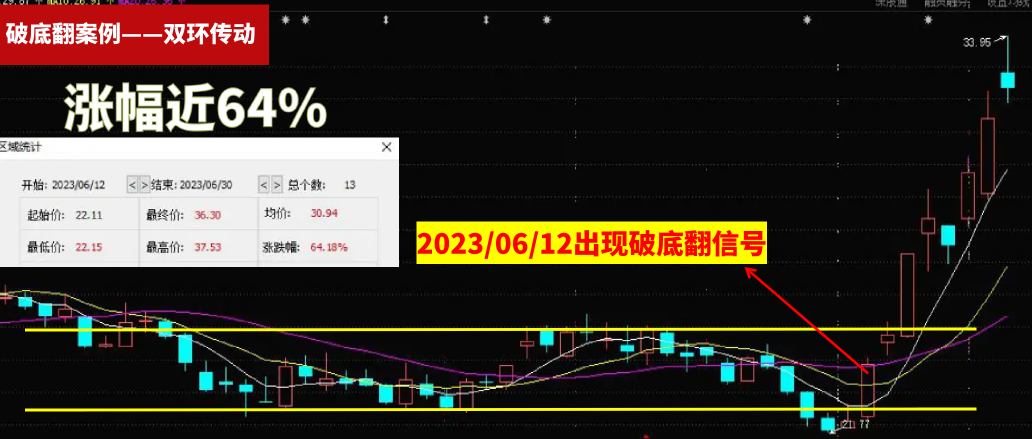 破底翻案例——双环传动
涨幅近64%
区域统计
开始: 2023/06/12 < > 结束: 2023/06/30 < > 总个数: 13
起始价: 22.11 最终价: 36.30 均价: 30.94
最低价: 22.15 最高价: 37.53 涨跌幅: 64.18%
33.95
2023/06/12出现破底翻信号
21.77